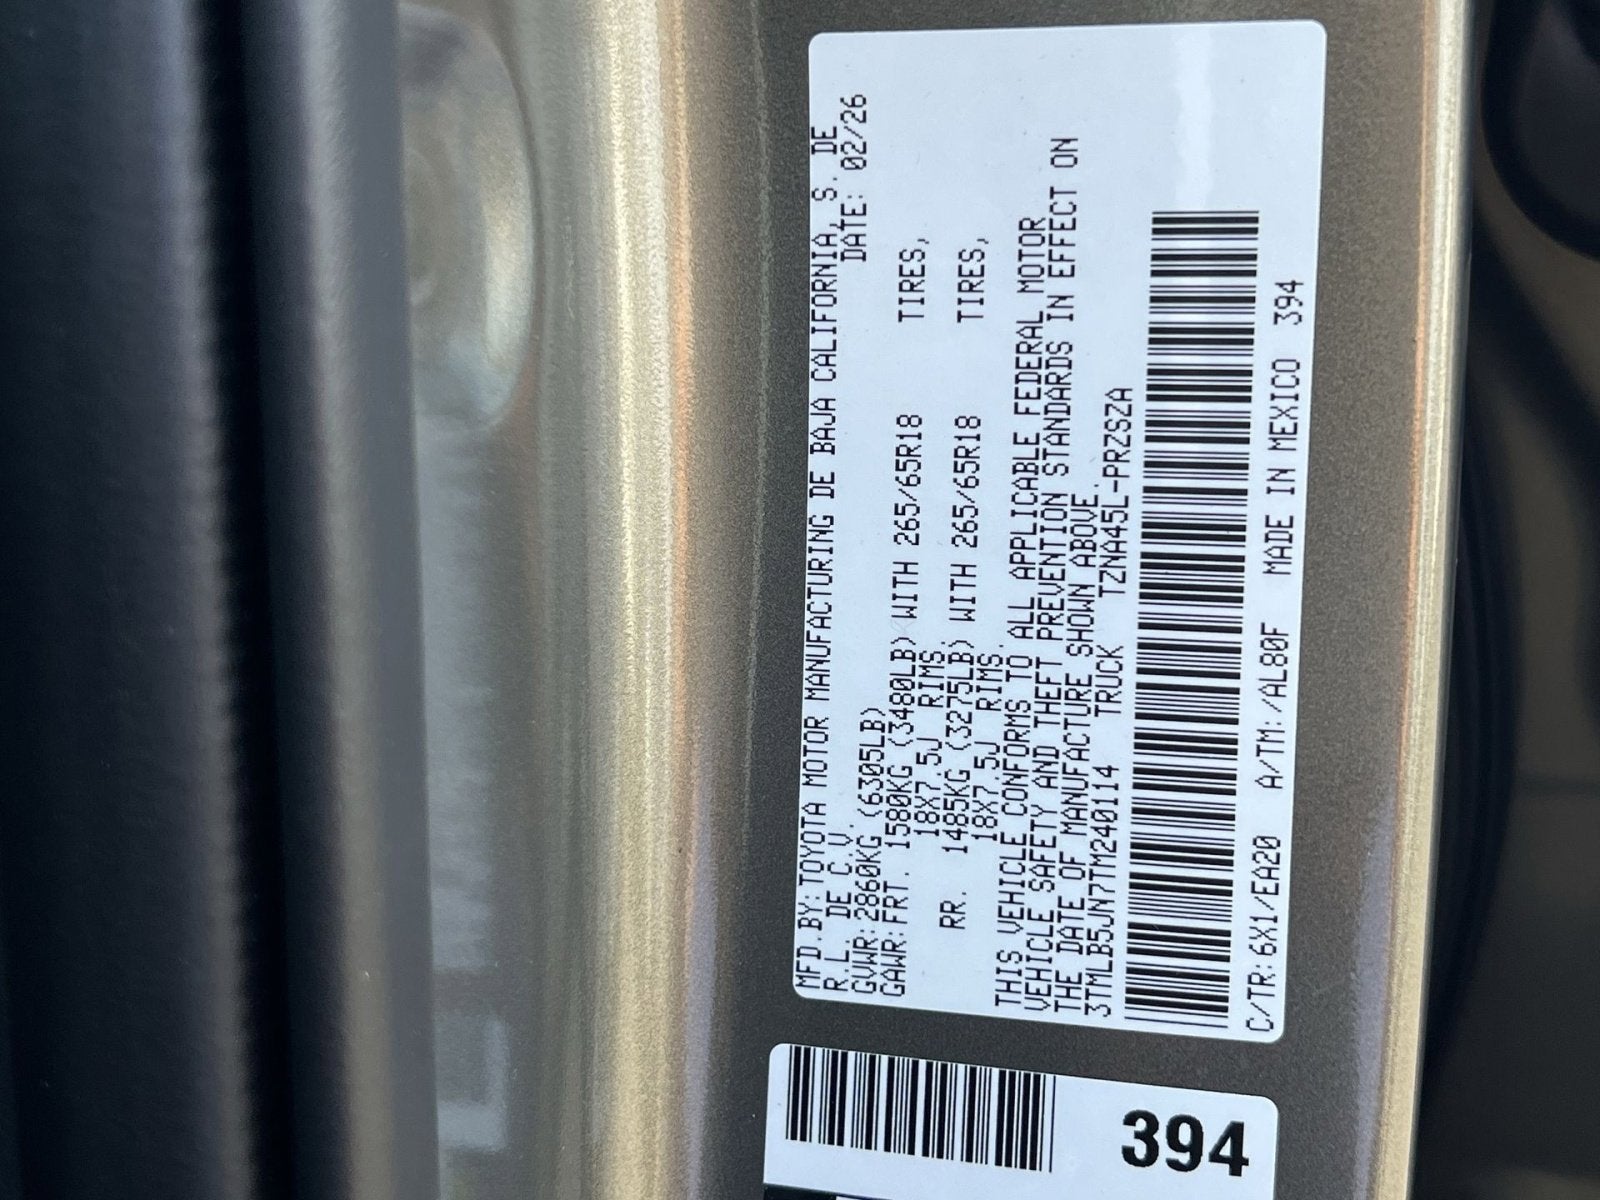 MFD.BY:TOYOTA MOTOR MANUFACTURING DE BAJA CALIFORNIA, S. DE
R.L. DE C.V. DATE: 02/26
GVWR:2860KG (6305LB)
GAWR:FRT. 1580KG (3480LB) WITH 265/65R18 TIRES,
18X7.5J RIMS,
RR. 1485KG (3275LB) WITH 265/65R18 TIRES,
18X7.5J RIMS.
THIS VEHICLE CONFORMS TO ALL APPLICABLE FEDERAL MOTOR
VEHICLE SAFETY AND THEFT PREVENTION STANDARDS IN EFFECT ON
THE DATE OF MANUFACTURE SHOWN ABOVE.
3TMLB5JN7TM240114 TRUCK TZNA45L-PRZSZA
C/TR:6X1/EA20 A/TM:/AL80F MADE IN MEXICO 394
394